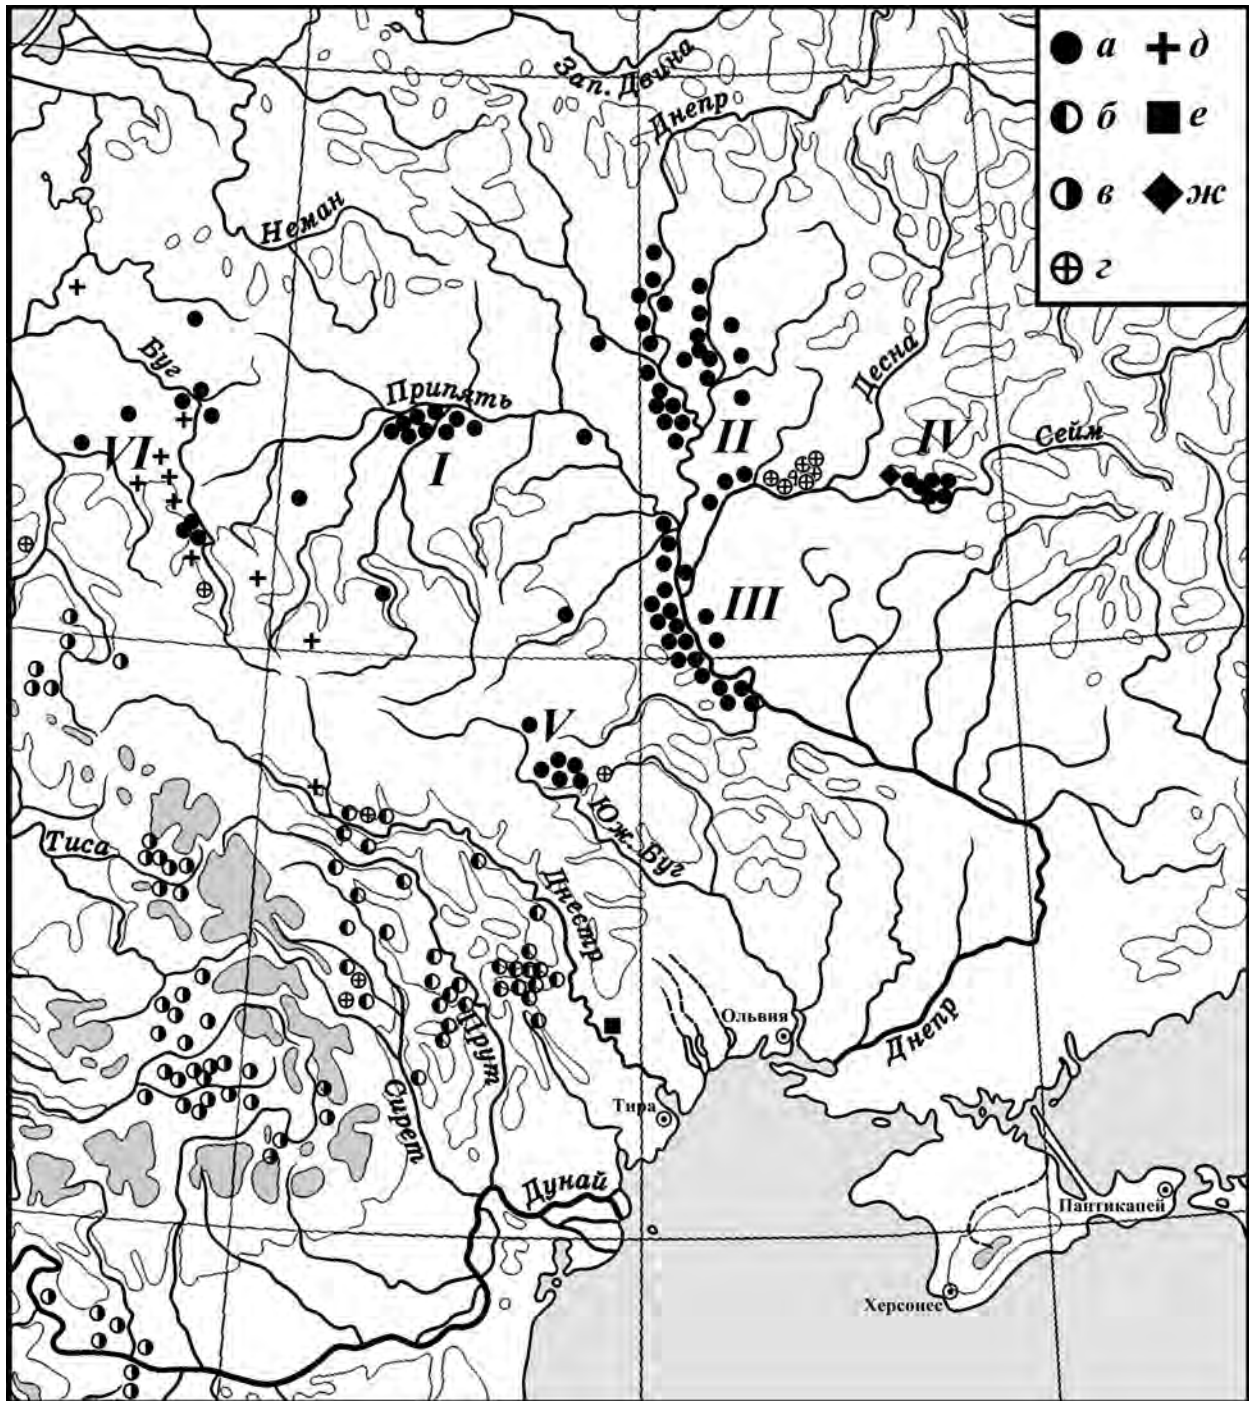 а д
б е
в ж
г
Зап. Двина
Днепр
Неман
Буг
Припять
Десна
Сейм
I
II
III
IV
V
VI
Тиса
Юж. Буг
Днестр
Прут
Сирет
Дунай
Днепр
Ольвия
Тира
Пантикапей
Херсонес